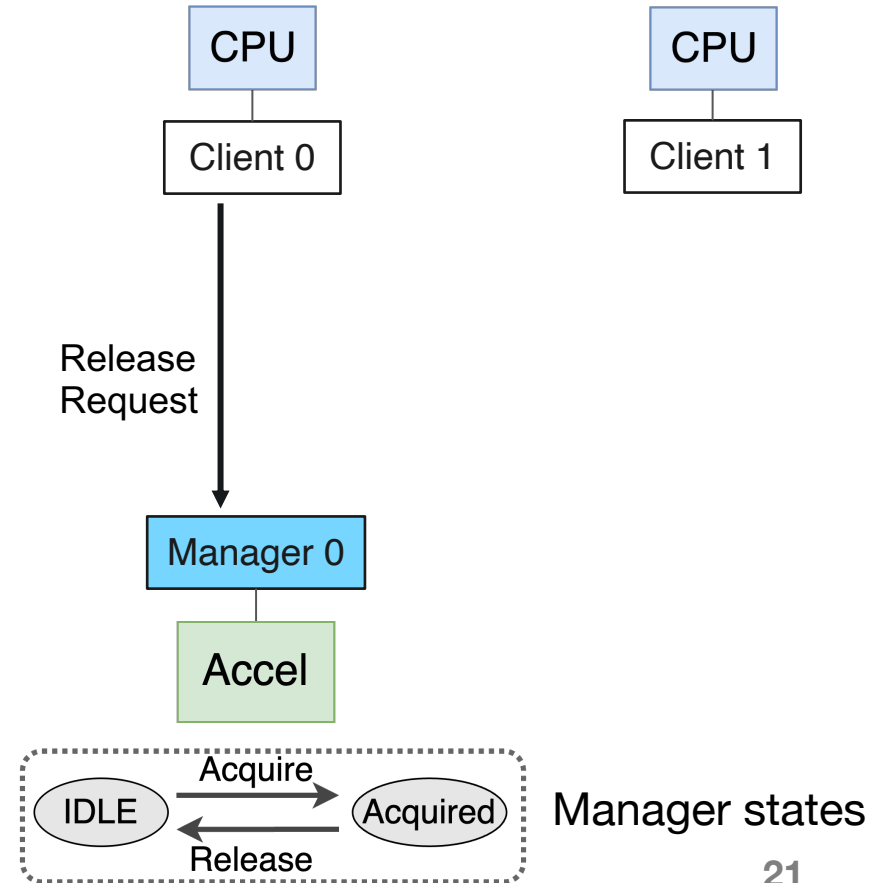 CPU
CPU
Client 0
Client 1
Release
Request
Manager 0
Accel
Acquire
IDLE
Acquired
Release
Manager states
21